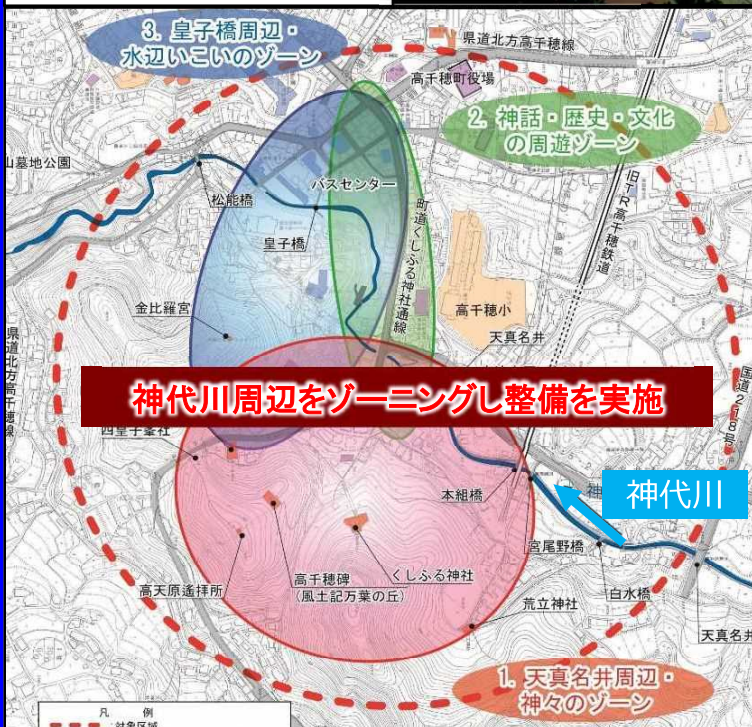 3. 皇子橋周辺・
水辺いこいのゾーン
県道北方高千穂線
高千穂町役場
2. 神話・歴史・文化
の周遊ゾーン
山墓地公園
松能橋
バスセンター
皇子橋
町道くしふる神社通線
旧TR高千穂鉄道
金比羅宮
高千穂小
天真名井
県道北方高千穂線
国道218号
神代川周辺をゾーニングし整備を実施
四皇子峯社
本組橋
神代川
宮尾野橋
高天原遙拝所
高千穂碑
(風土記万葉の丘)
くしふる神社
荒立神社
白水橋
天真名井
1. 天真名井周辺・
神々のゾーン
凡 例
対象区域